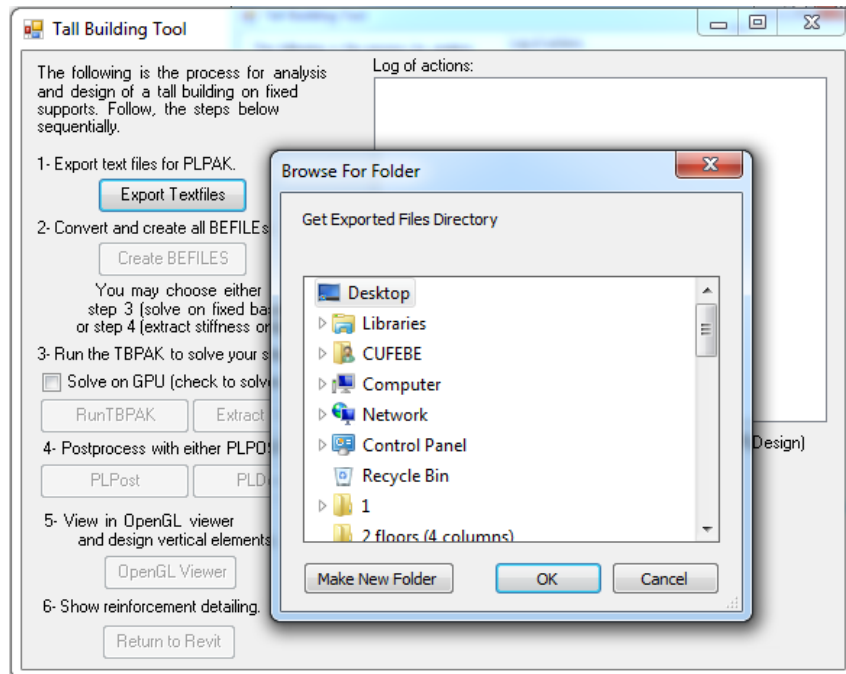 Tall Building Tool
The following is the process for analysis
and design of a tall building on fixed
supports. Follow, the steps below
sequentially.
Log of actions:
1- Export text files for PLPAK.
Export Textfiles
2- Convert and create all BEFILEs
Create BEFILES
You may choose either
step 3 (solve on fixed ba
or step 4 (extract stiffness or
3- Run the TBPAK to solve your s
Solve on GPU (check to solv
RunTBPAK
Extract
4- Postprocess with either PLPO
Design)
PLPost
PLD
5- View in OpenGL viewer
and design vertical elements
OpenGL Viewer
6- Show reinforcement detailing.
Return to Revit
Browse For Folder
Get Exported Files Directory
Desktop
Libraries
CUFEBE
Computer
Network
Control Panel
Recycle Bin
1
2 floors (4 columns)
Make New Folder
OK
Cancel